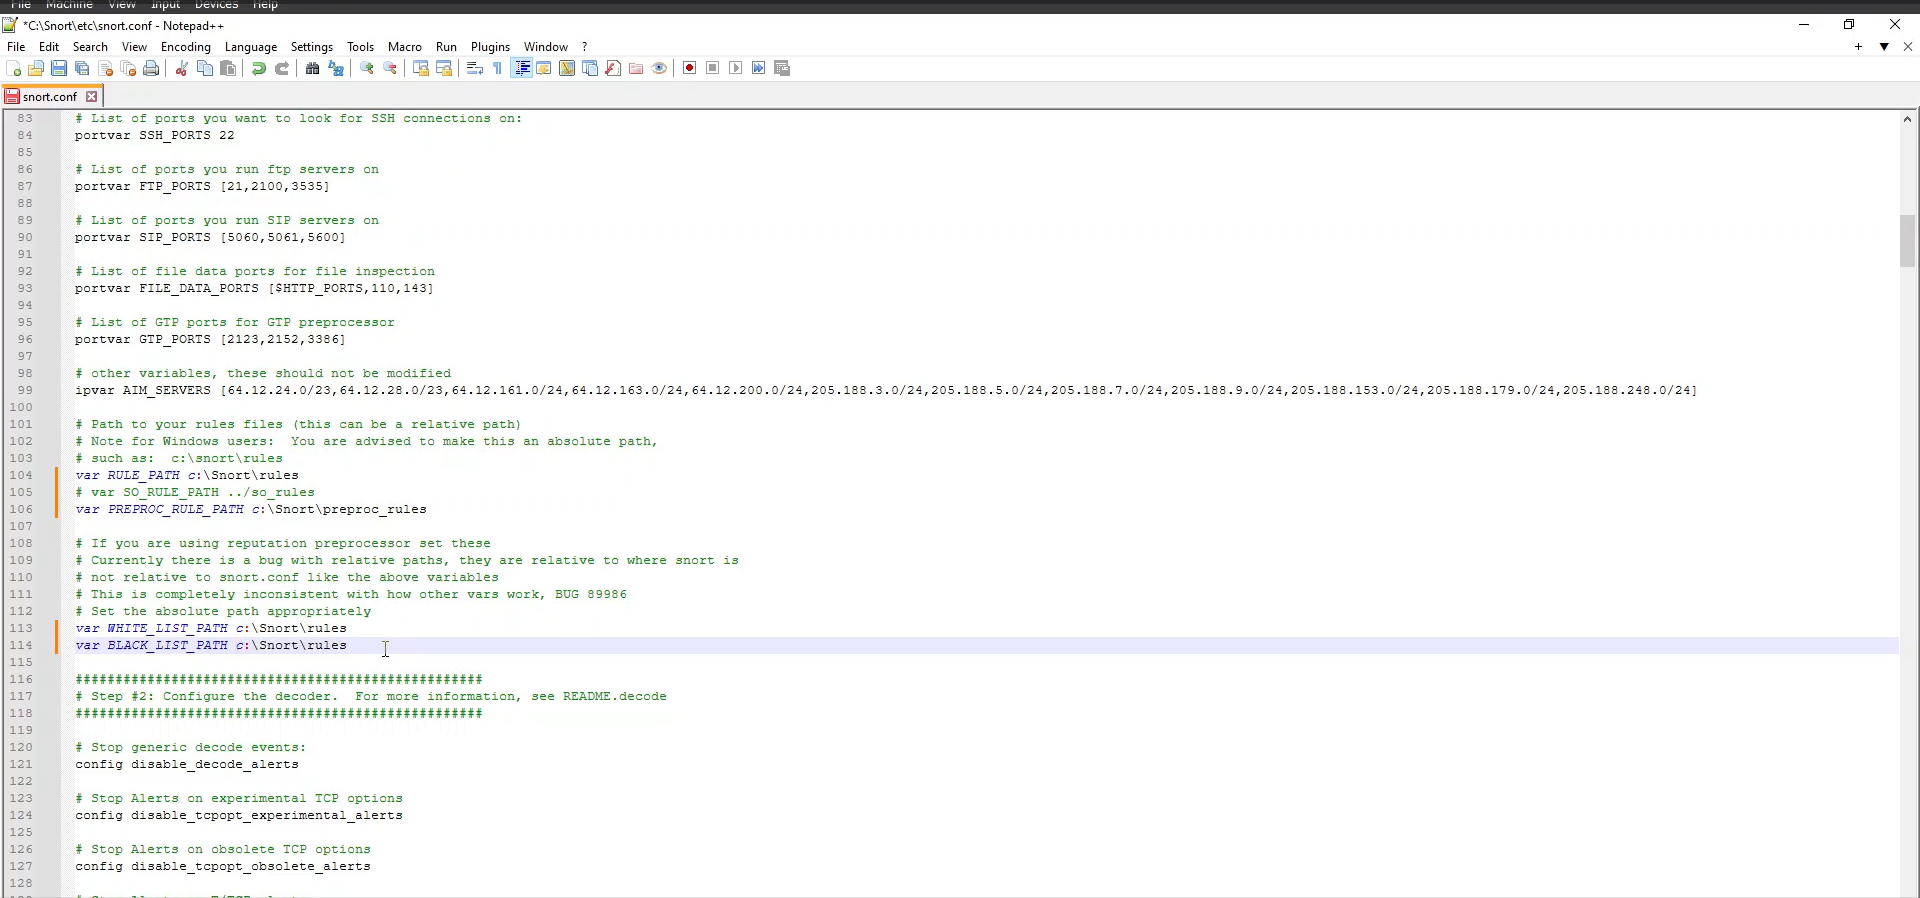 File Machine View Input Devices Help
*C:\Snort\etc\snort.conf - Notepad++
File Edit Search View Encoding Language Settings Tools Macro Run Plugins Window ?
snort.conf
83 # List of ports you want to look for SSH connections on:
84 portvar SSH_PORTS 22
85
86 # List of ports you run ftp servers on
87 portvar FTP_PORTS [21,2100,3535]
88
89 # List of ports you run SIP servers on
90 portvar SIP_PORTS [5060,5061,5600]
91
92 # List of file data ports for file inspection
93 portvar FILE_DATA_PORTS [$HTTP_PORTS,110,143]
94
95 # List of GTP ports for GTP preprocessor
96 portvar GTP_PORTS [2123,2152,3386]
97
98 # other variables, these should not be modified
99 ipvar AIM_SERVERS [64.12.24.0/23,64.12.28.0/23,64.12.161.0/24,64.12.163.0/24,64.12.200.0/24,205.188.3.0/24,205.188.5.0/24,205.188.7.0/24,205.188.9.0/24,205.188.153.0/24,205.188.179.0/24,205.188.248.0/24]
100
101 # Path to your rules files (this can be a relative path)
102 # Note for Windows users:  You are advised to make this an absolute path,
103 # such as:  c:\snort\rules
104 var RULE_PATH c:\Snort\rules
105 # var SO_RULE_PATH ../so_rules
106 var PREPROC_RULE_PATH c:\Snort\preproc_rules
107
108 # If you are using reputation preprocessor set these
109 # Currently there is a bug with relative paths, they are relative to where snort is
110 # not relative to snort.conf like the above variables
111 # This is completely inconsistent with how other vars work, BUG 89986
112 # Set the absolute path appropriately
113 var WHITE_LIST_PATH c:\Snort\rules
114 var BLACK_LIST_PATH c:\Snort\rules
115
116 ###################################################
117 # Step #2: Configure the decoder.  For more information, see README.decode
118 ###################################################
119
120 # Stop generic decode events:
121 config disable_decode_alerts
122
123 # Stop Alerts on experimental TCP options
124 config disable_tcpopt_experimental_alerts
125
126 # Stop Alerts on obsolete TCP options
127 config disable_tcpopt_obsolete_alerts
128